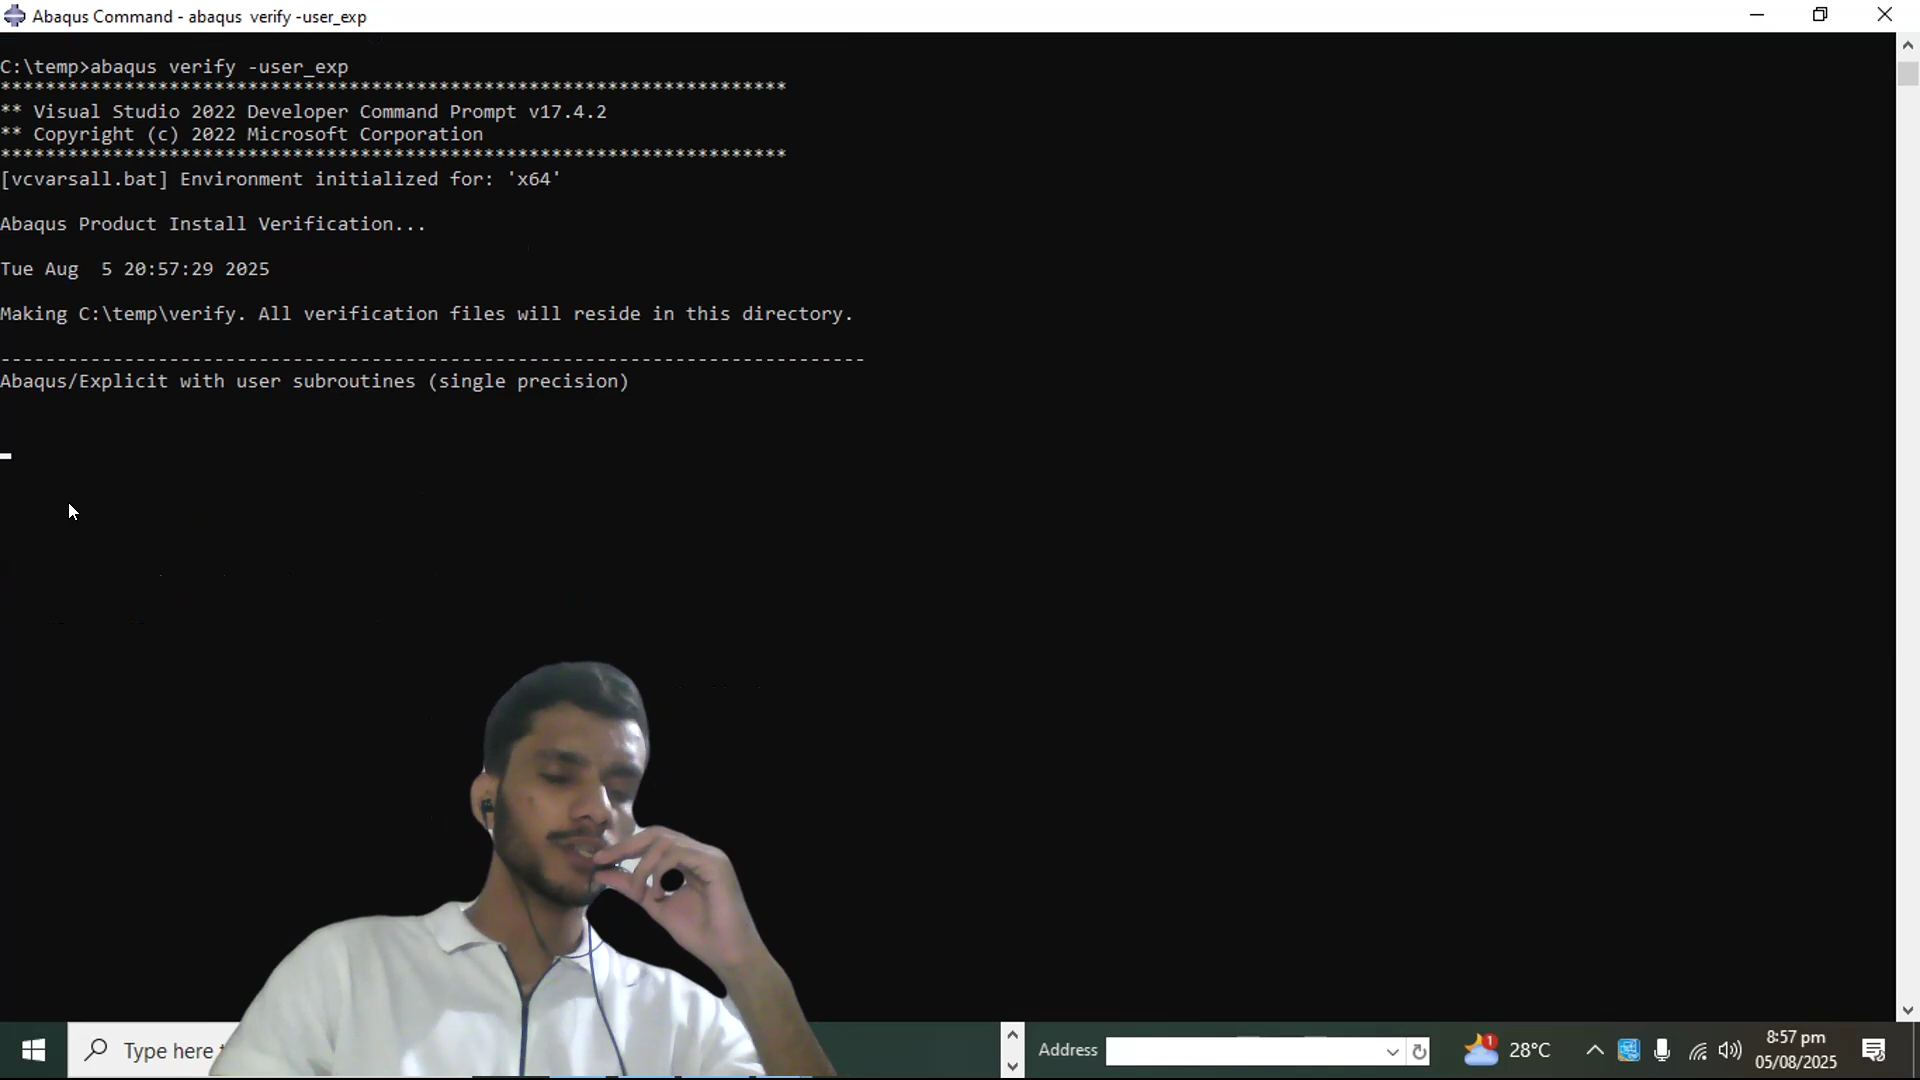 Abaqus Command - abaqus  verify -user_exp
C:\temp>abaqus verify -user_exp
**********************************************************************
** Visual Studio 2022 Developer Command Prompt v17.4.2
** Copyright (c) 2022 Microsoft Corporation
**********************************************************************
[vcvarsall.bat] Environment initialized for: 'x64'
Abaqus Product Install Verification...
Tue Aug  5 20:57:29 2025
Making C:\temp\verify. All verification files will reside in this directory.
-----------------------------------------------------------------------------
Abaqus/Explicit with user subroutines (single precision)
Type here
Address
1
28°C
8:57 pm
05/08/2025